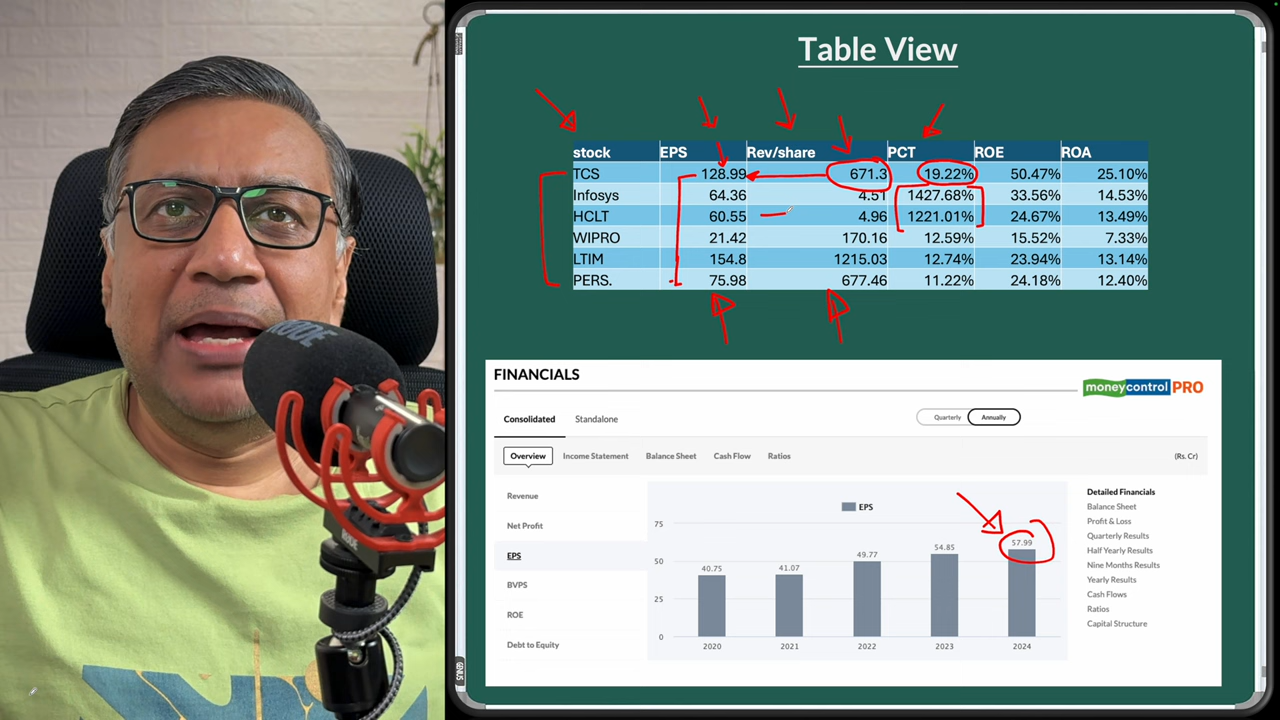 Table View
stock EPS Rev/share PCT ROE ROA
TCS 128.99 671.3 19.22% 50.47% 25.10%
Infosys 64.36 4.51 1427.68% 33.56% 14.53%
HCLT 60.55 4.96 1221.01% 24.67% 13.49%
WIPRO 21.42 170.16 12.59% 15.52% 7.33%
LTIM 154.8 1215.03 12.74% 23.94% 13.14%
PERS. 75.98 677.46 11.22% 24.18% 12.40%
FINANCIALS
moneycontrol PRO
Consolidated Standalone
Quarterly Annually
Overview Income Statement Balance Sheet Cash Flow Ratios
(Rs. Cr)
Revenue
Net Profit
EPS
BVPS
ROE
Debt to Equity
EPS
75
50
25
0
40.75 41.07 49.77 54.85 57.99
2020 2021 2022 2023 2024
Detailed Financials
Balance Sheet
Profit & Loss
Quarterly Results
Half Yearly Results
Nine Months Results
Yearly Results
Cash Flows
Ratios
Capital Structure
RODE
GENIUS